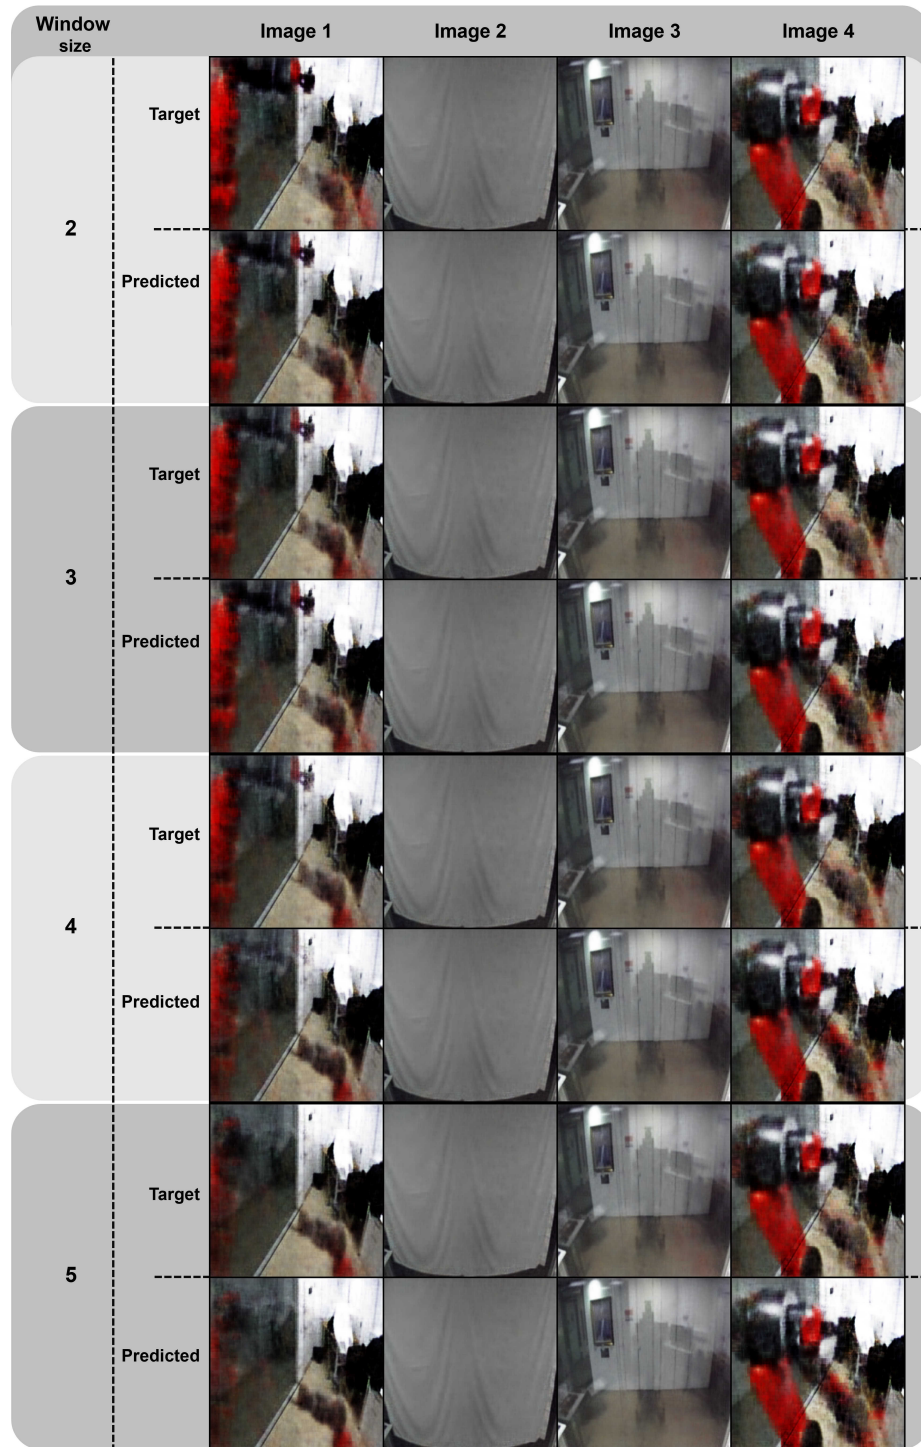 Window
size
Image 1
Image 2
Image 3
Image 4
Target
2
Predicted
Target
3
Predicted
Target
4
Predicted
Target
5
Predicted